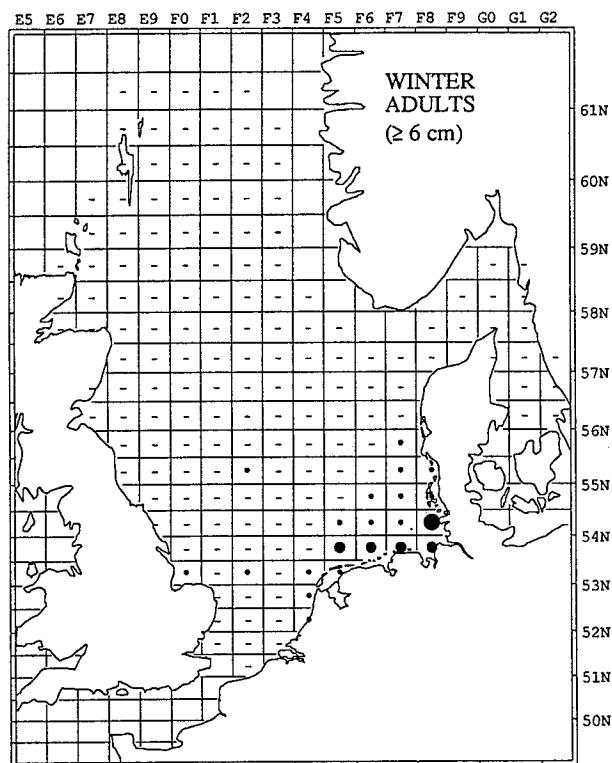 E5 E6 E7 E8 E9 F0 F1 F2 F3 F4 F5 F6 F7 F8 F9 G0 G1 G2
WINTER
ADULTS
(≥ 6 cm)
61N
60N
59N
58N
57N
56N
55N
54N
53N
52N
51N
50N